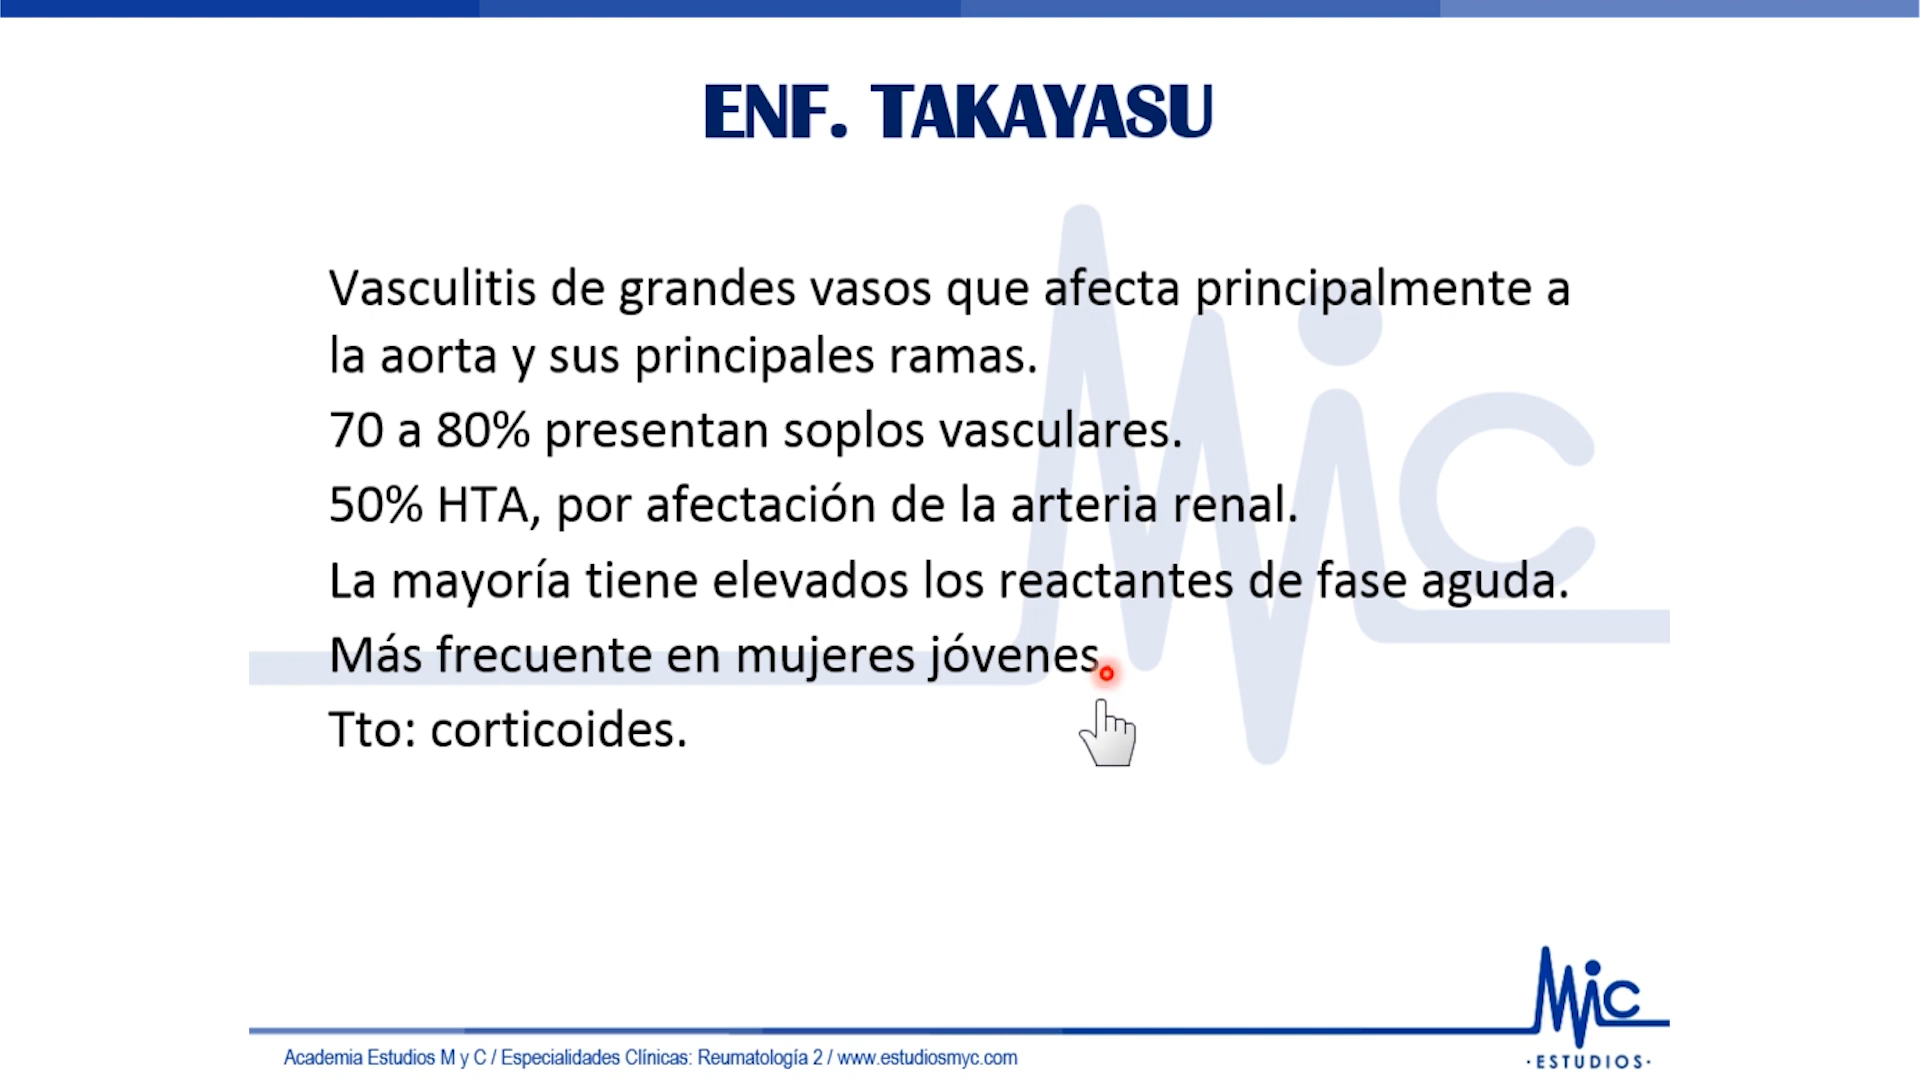 ENF. TAKAYASU
Vasculitis de grandes vasos que afecta principalmente a
la aorta y sus principales ramas.
70 a 80% presentan soplos vasculares.
50% HTA, por afectación de la arteria renal.
La mayoría tiene elevados los reactantes de fase aguda.
Más frecuente en mujeres jóvenes.
Tto: corticoides.
MiC
MiC
·ESTUDIOS·
Academia Estudios M y C / Especialidades Clínicas: Reumatología 2 / www.estudiosmyc.com